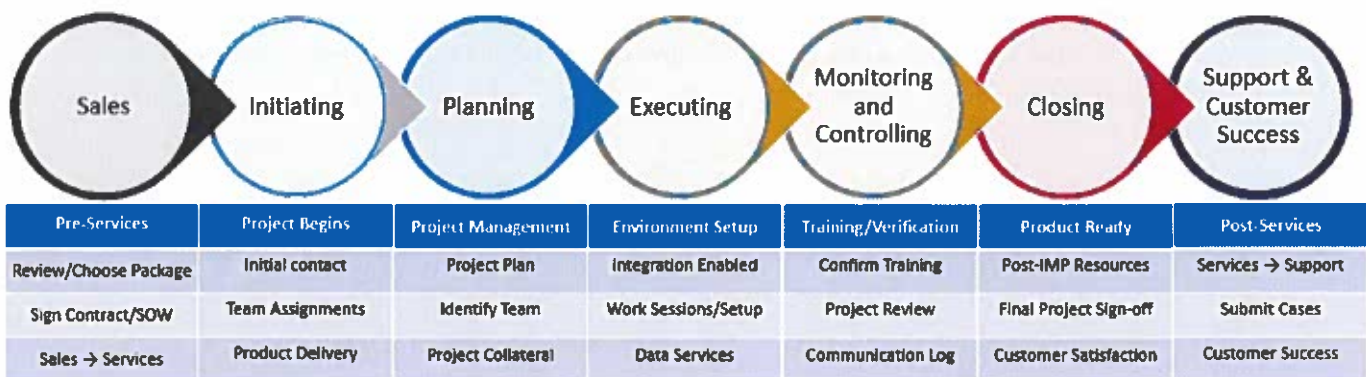 Sales
Initiating
Planning
Executing
Monitoring
and
Controlling
Closing
Support &
Customer
Success
Pre-Services
Project Begins
Project Management
Environment Setup
Training/Verification
Product Ready
Post-Services
Review/Choose Package
Initial contact
Project Plan
Integration Enabled
Confirm Training
Post-IMP Resources
Services → Support
Sign Contract/SOW
Team Assignments
Identify Team
Work Sessions/Setup
Project Review
Final Project Sign-off
Submit Cases
Sales → Services
Product Delivery
Project Collateral
Data Services
Communication Log
Customer Satisfaction
Customer Success